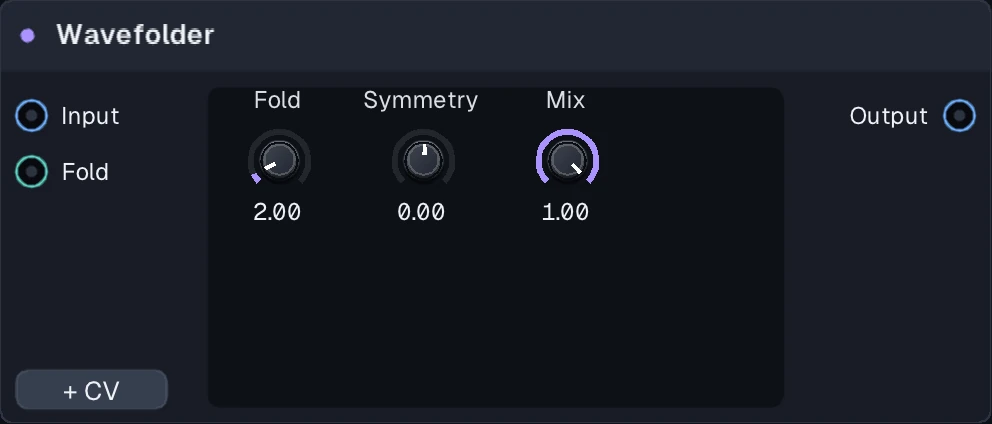 Wavefolder
Input
Fold
Fold Symmetry Mix
2.00 0.00 1.00
Output
+ CV